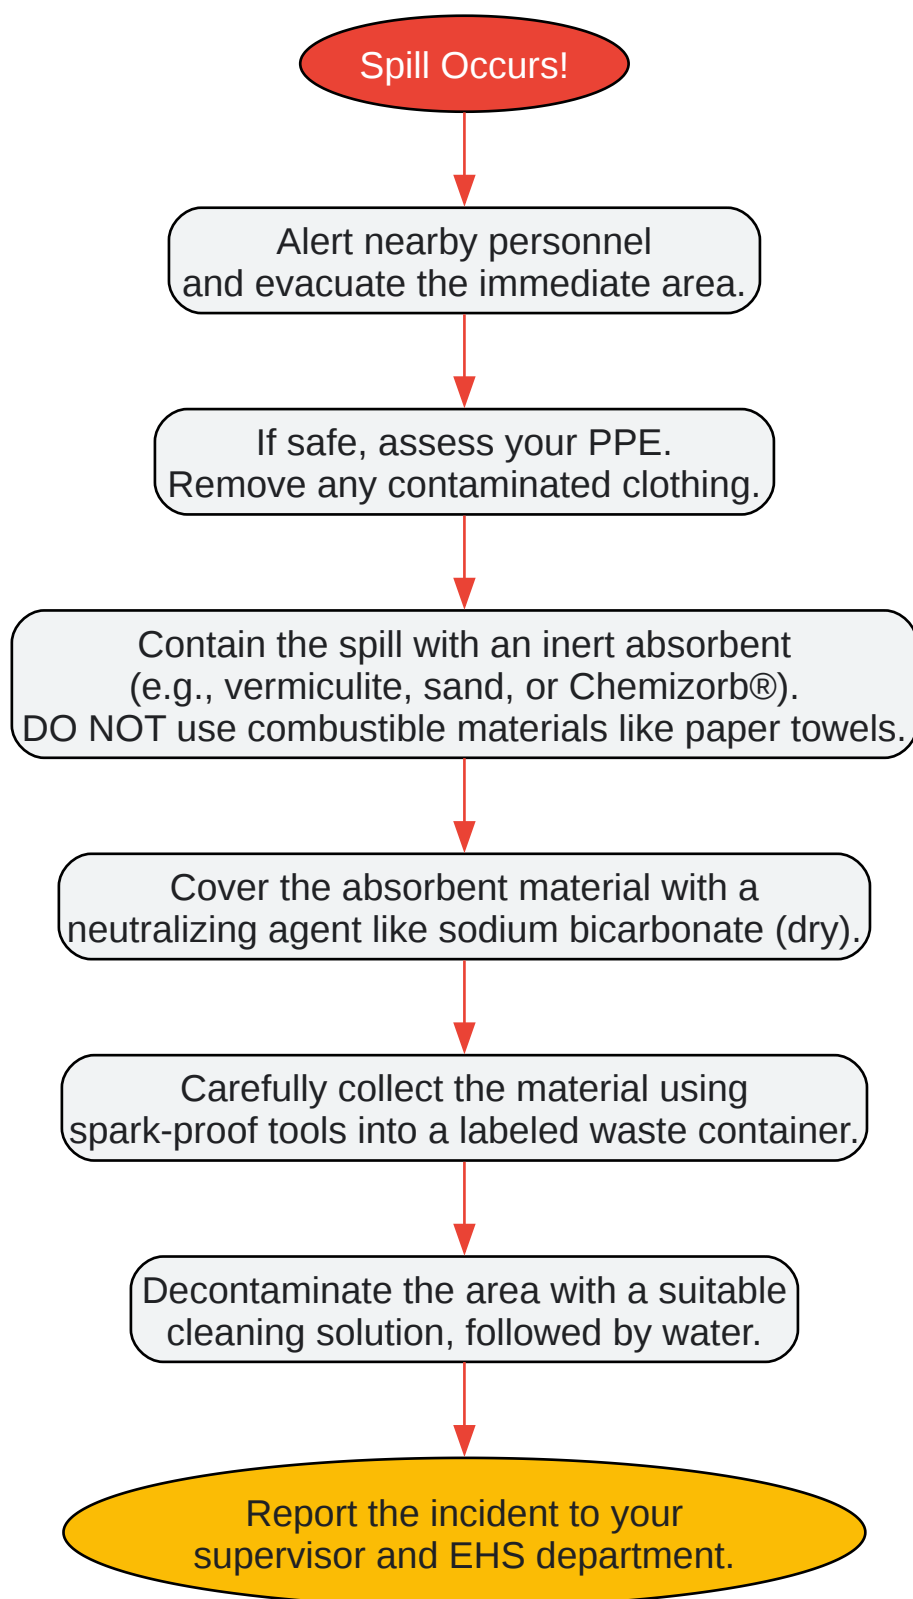 Spill Occurs!
Alert nearby personnel
and evacuate the immediate area.
If safe, assess your PPE.
Remove any contaminated clothing.
Contain the spill with an inert absorbent
(e.g., vermiculite, sand, or Chemizorb®).
DO NOT use combustible materials like paper towels.
Cover the absorbent material with a
neutralizing agent like sodium bicarbonate (dry).
Carefully collect the material using
spark-proof tools into a labeled waste container.
Decontaminate the area with a suitable
cleaning solution, followed by water.
Report the incident to your
supervisor and EHS department.